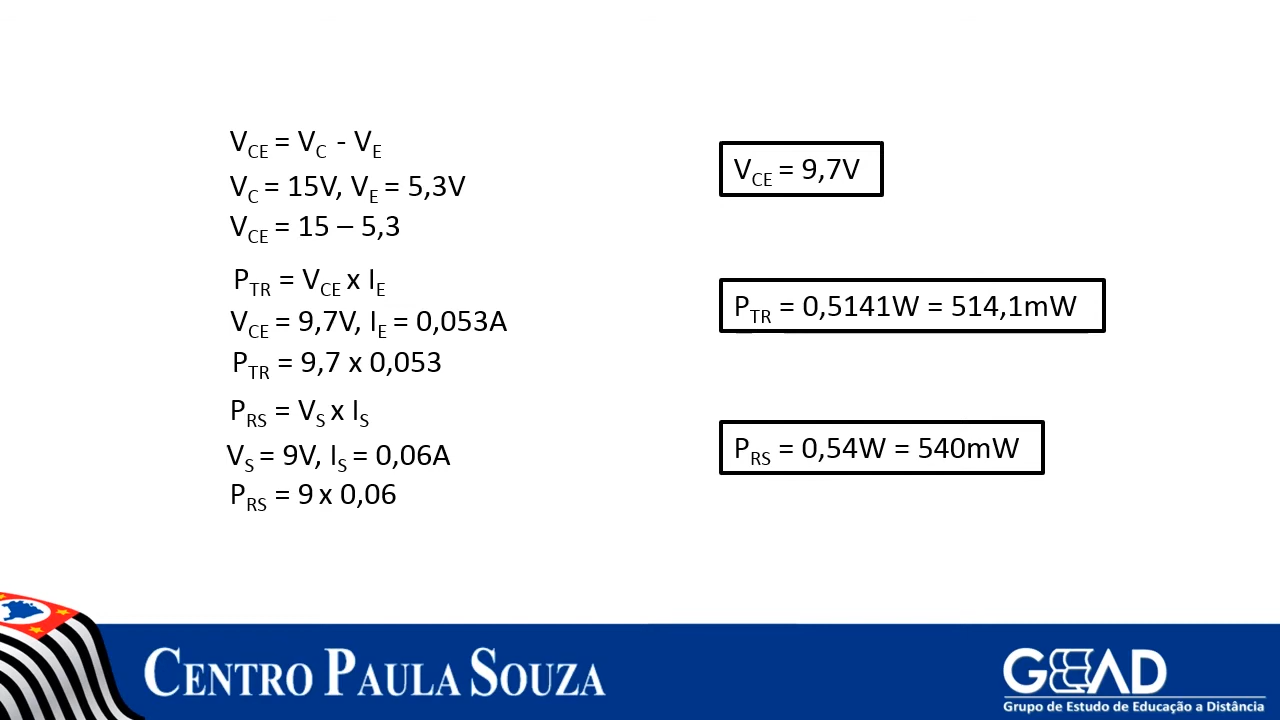 VCE = VC - VE
VC = 15V, VE = 5,3V
VCE = 15 – 5,3
VCE = 9,7V
PTR = VCE x IE
VCE = 9,7V, IE = 0,053A
PTR = 9,7 x 0,053
PTR = 0,5141W = 514,1mW
PRS = VS x IS
VS = 9V, IS = 0,06A
PRS = 9 x 0,06
PRS = 0,54W = 540mW
CENTRO PAULA SOUZA
GEEAD
Grupo de Estudo de Educação a Distância